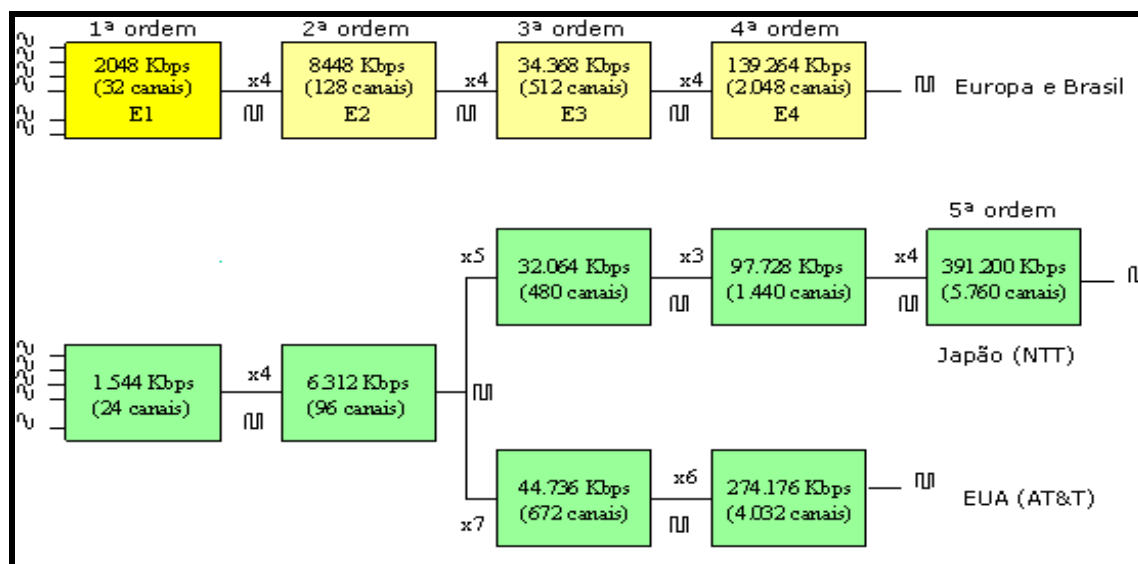 1ª ordem
2ª ordem
3ª ordem
4ª ordem
2048 Kbps
(32 canais)
E1
x4
8448 Kbps
(128 canais)
E2
x4
34.368 Kbps
(512 canais)
E3
x4
139.264 Kbps
(2.048 canais)
E4
Europa e Brasil
5ª ordem
x5
32.064 Kbps
(480 canais)
x3
97.728 Kbps
(1.440 canais)
x4
391.200 Kbps
(5.760 canais)
Japão (NTT)
1.544 Kbps
(24 canais)
x4
6.312 Kbps
(96 canais)
x7
44.736 Kbps
(672 canais)
x6
274.176 Kbps
(4.032 canais)
EUA (AT&T)